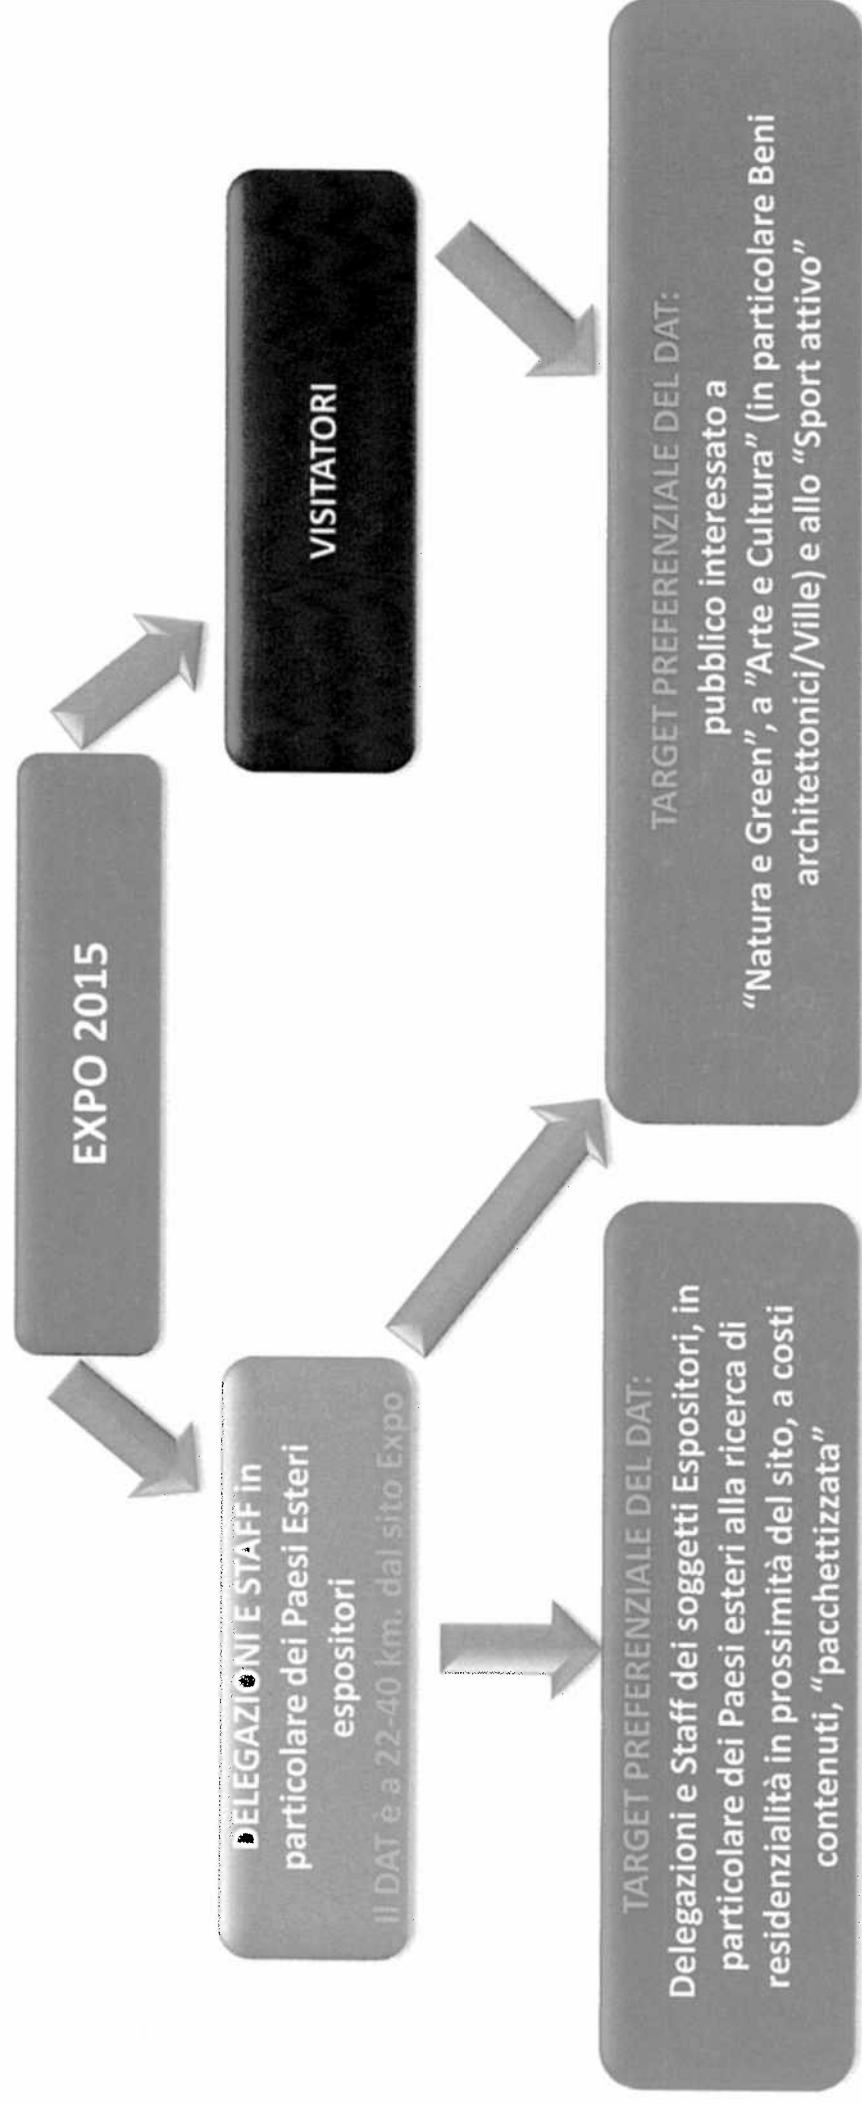 EXPO 2015
DELEGAZIONI E STAFF in
particolare dei Paesi Esteri
espositori
Il DAT è a 22-40 km. dal sito Expo
VISITATORI
TARGET PREFERENZIALE DEL DAT:
Delegazioni e Staff dei soggetti Espositori, in
particolare dei Paesi esteri alla ricerca di
residenzialità in prossimità del sito, a costi
contenuti, “pacchettizzata”
TARGET PREFERENZIALE DEL DAT:
pubblico interessato a
“Natura e Green”, a ”Arte e Cultura” (in particolare Beni
architettonici/Ville) e allo “Sport attivo”